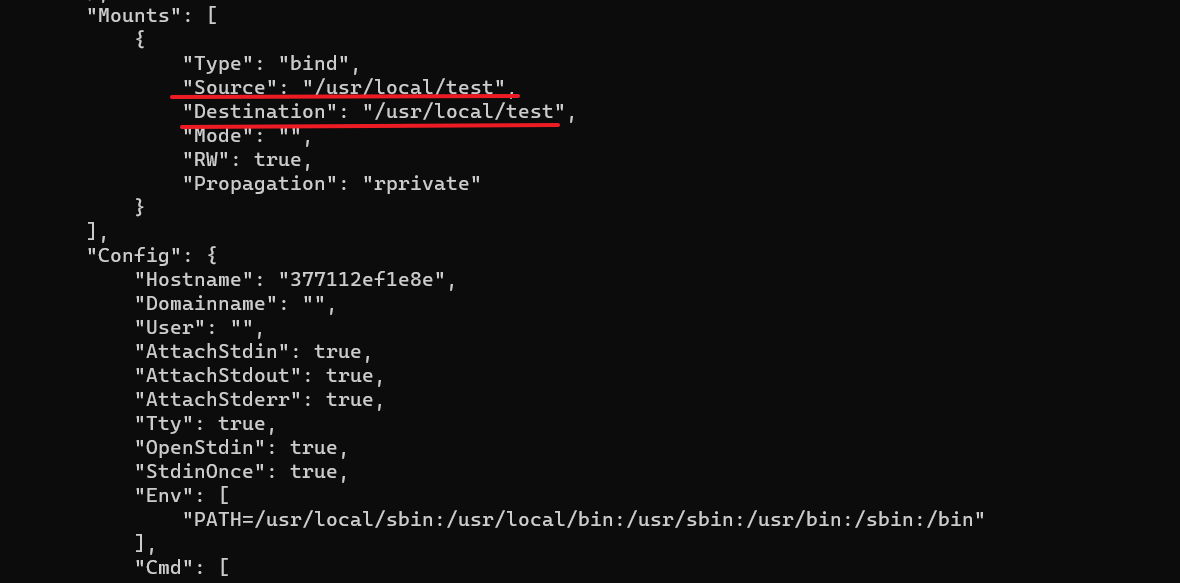 "Mounts": [
{
"Type": "bind",
"Source": "/usr/local/test",
"Destination": "/usr/local/test",
"Mode": "",
"RW": true,
"Propagation": "rprivate"
}
],
"Config": {
"Hostname": "377112ef1e8e",
"Domainname": "",
"User": "",
"AttachStdin": true,
"AttachStdout": true,
"AttachStderr": true,
"Tty": true,
"OpenStdin": true,
"StdinOnce": true,
"Env": [
"PATH=/usr/local/sbin:/usr/local/bin:/usr/sbin:/usr/bin:/sbin:/bin"
],
"Cmd": [